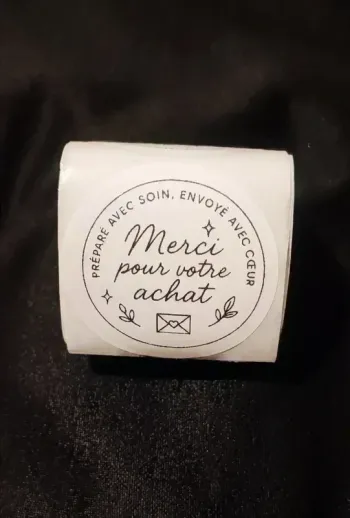 PRÉPARÉ AVEC SOIN, ENVOYÉ AVEC CŒUR
Merci
pour votre
achat